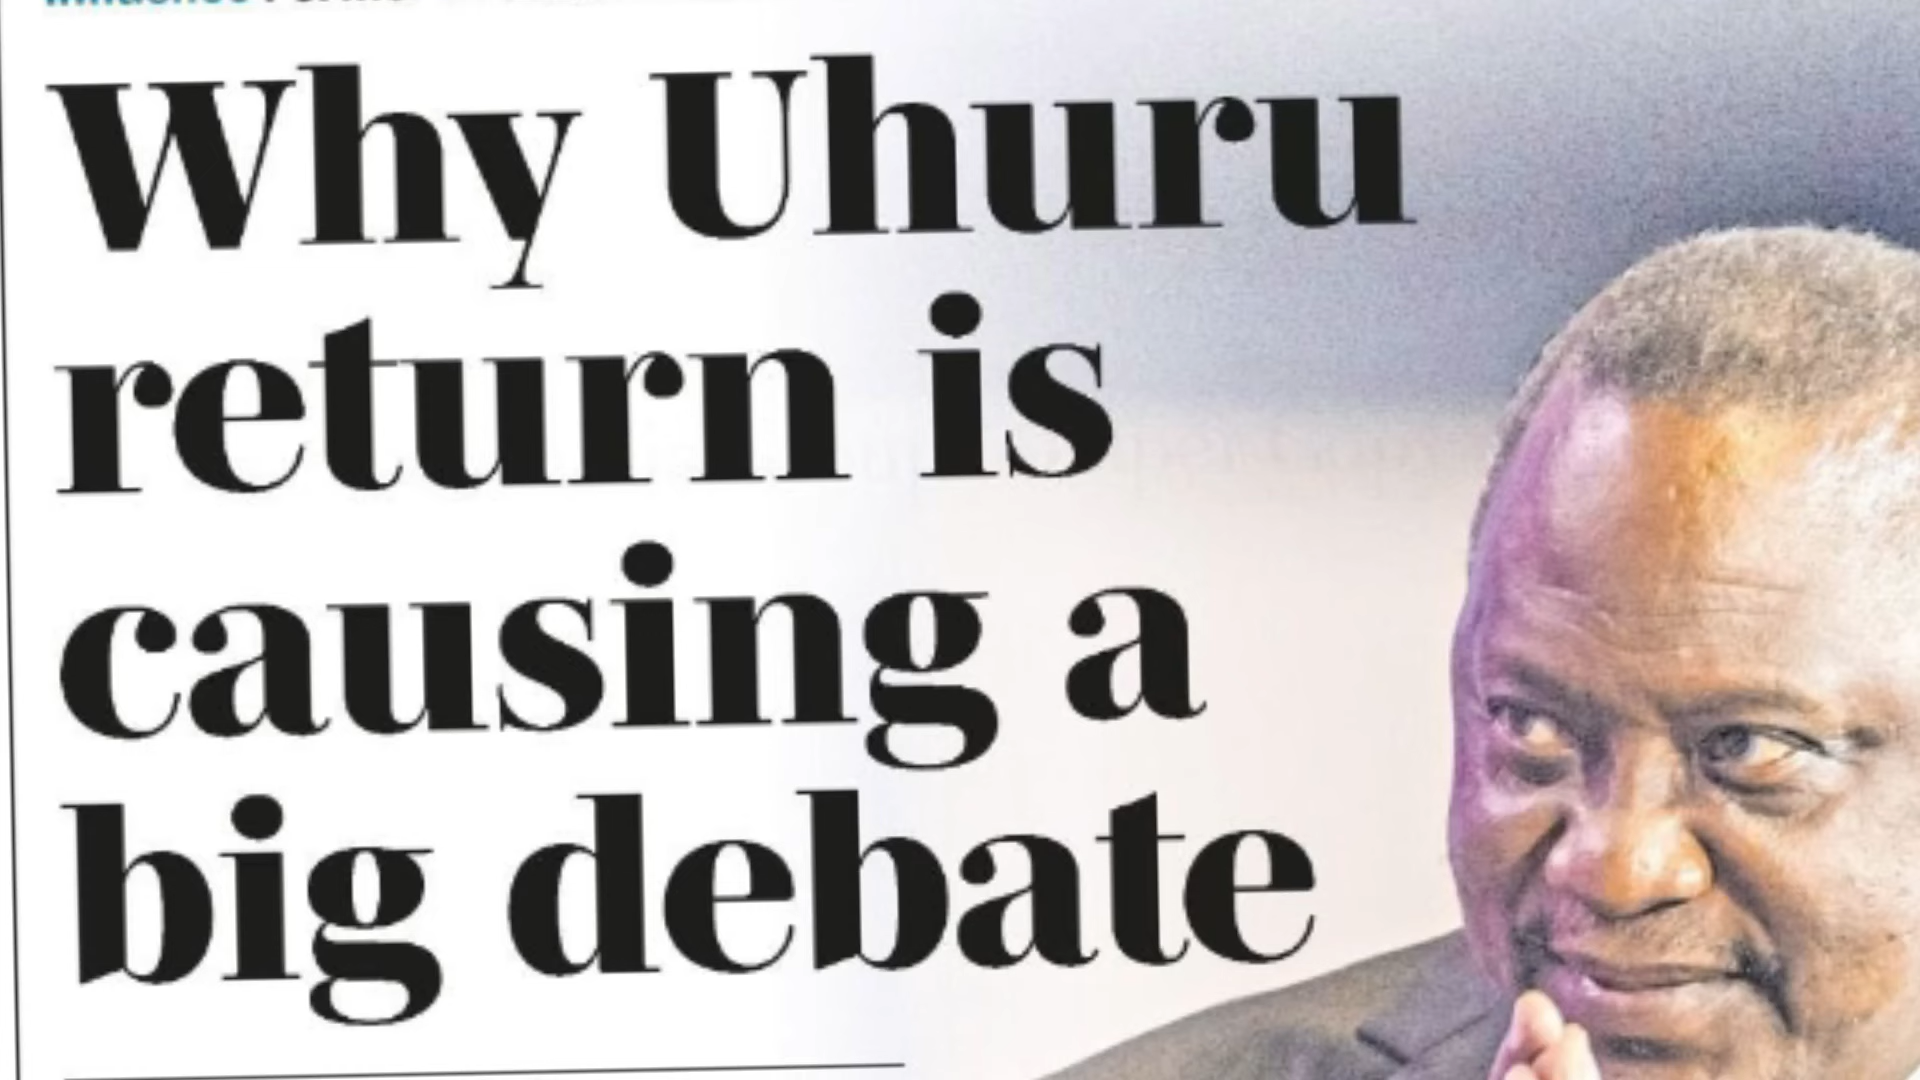 Why Uhuru
return is
causing a
big debate